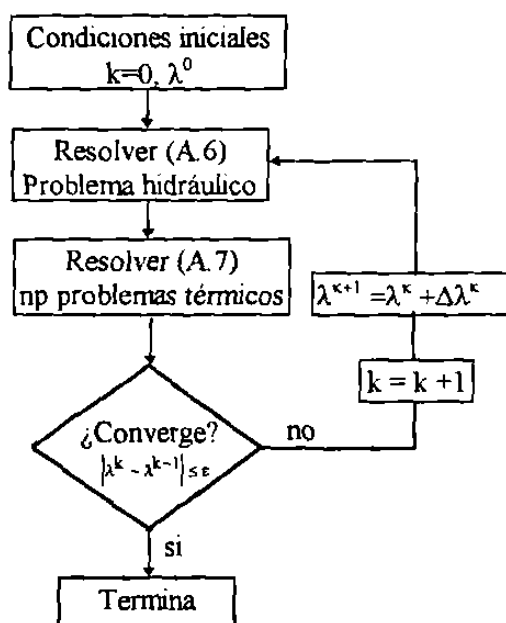 Condiciones iniciales
k=0, λ⁰
Resolver (A.6)
Problema hidráulico
Resolver (A.7)
np problemas térmicos
¿Converge?
|λᵏ - λᵏ⁻¹| ≤ ε
no
k = k +1
λᵏ⁺¹ =λᵏ +Δλᵏ
si
Termina